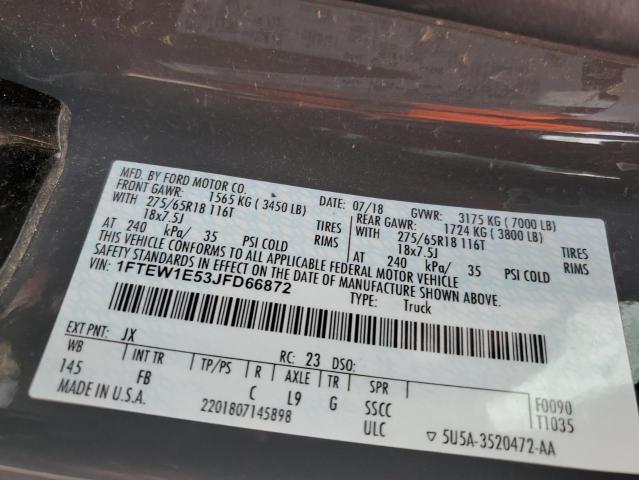 MFD. BY FORD MOTOR CO.
DATE: 07/18 GVWR: 3175 KG ( 7000 LB)
FRONT GAWR: 1565 KG ( 3450 LB) REAR GAWR: 1724 KG ( 3800 LB)
WITH 275/65R18 116T TIRES WITH 275/65R18 116T TIRES
18x7.5J 18x7.5J
AT 240 kPa/ 35 PSI COLD AT 240 kPa/ 35 PSI COLD
THIS VEHICLE CONFORMS TO ALL APPLICABLE FEDERAL MOTOR VEHICLE
SAFETY STANDARDS IN EFFECT ON THE DATE OF MANUFACTURE SHOWN ABOVE.
VIN: 1FTEW1E53JFD66872
TYPE: Truck
F0090
T1035
EXT PNT: JX RC: 23 DSO:
WB INT TR TP/PS R AXLE TR SPR
145 FB C L9 G SSCC
ULC
MADE IN U.S.A. 2201807145898
▽ 5U5A-3520472-AA